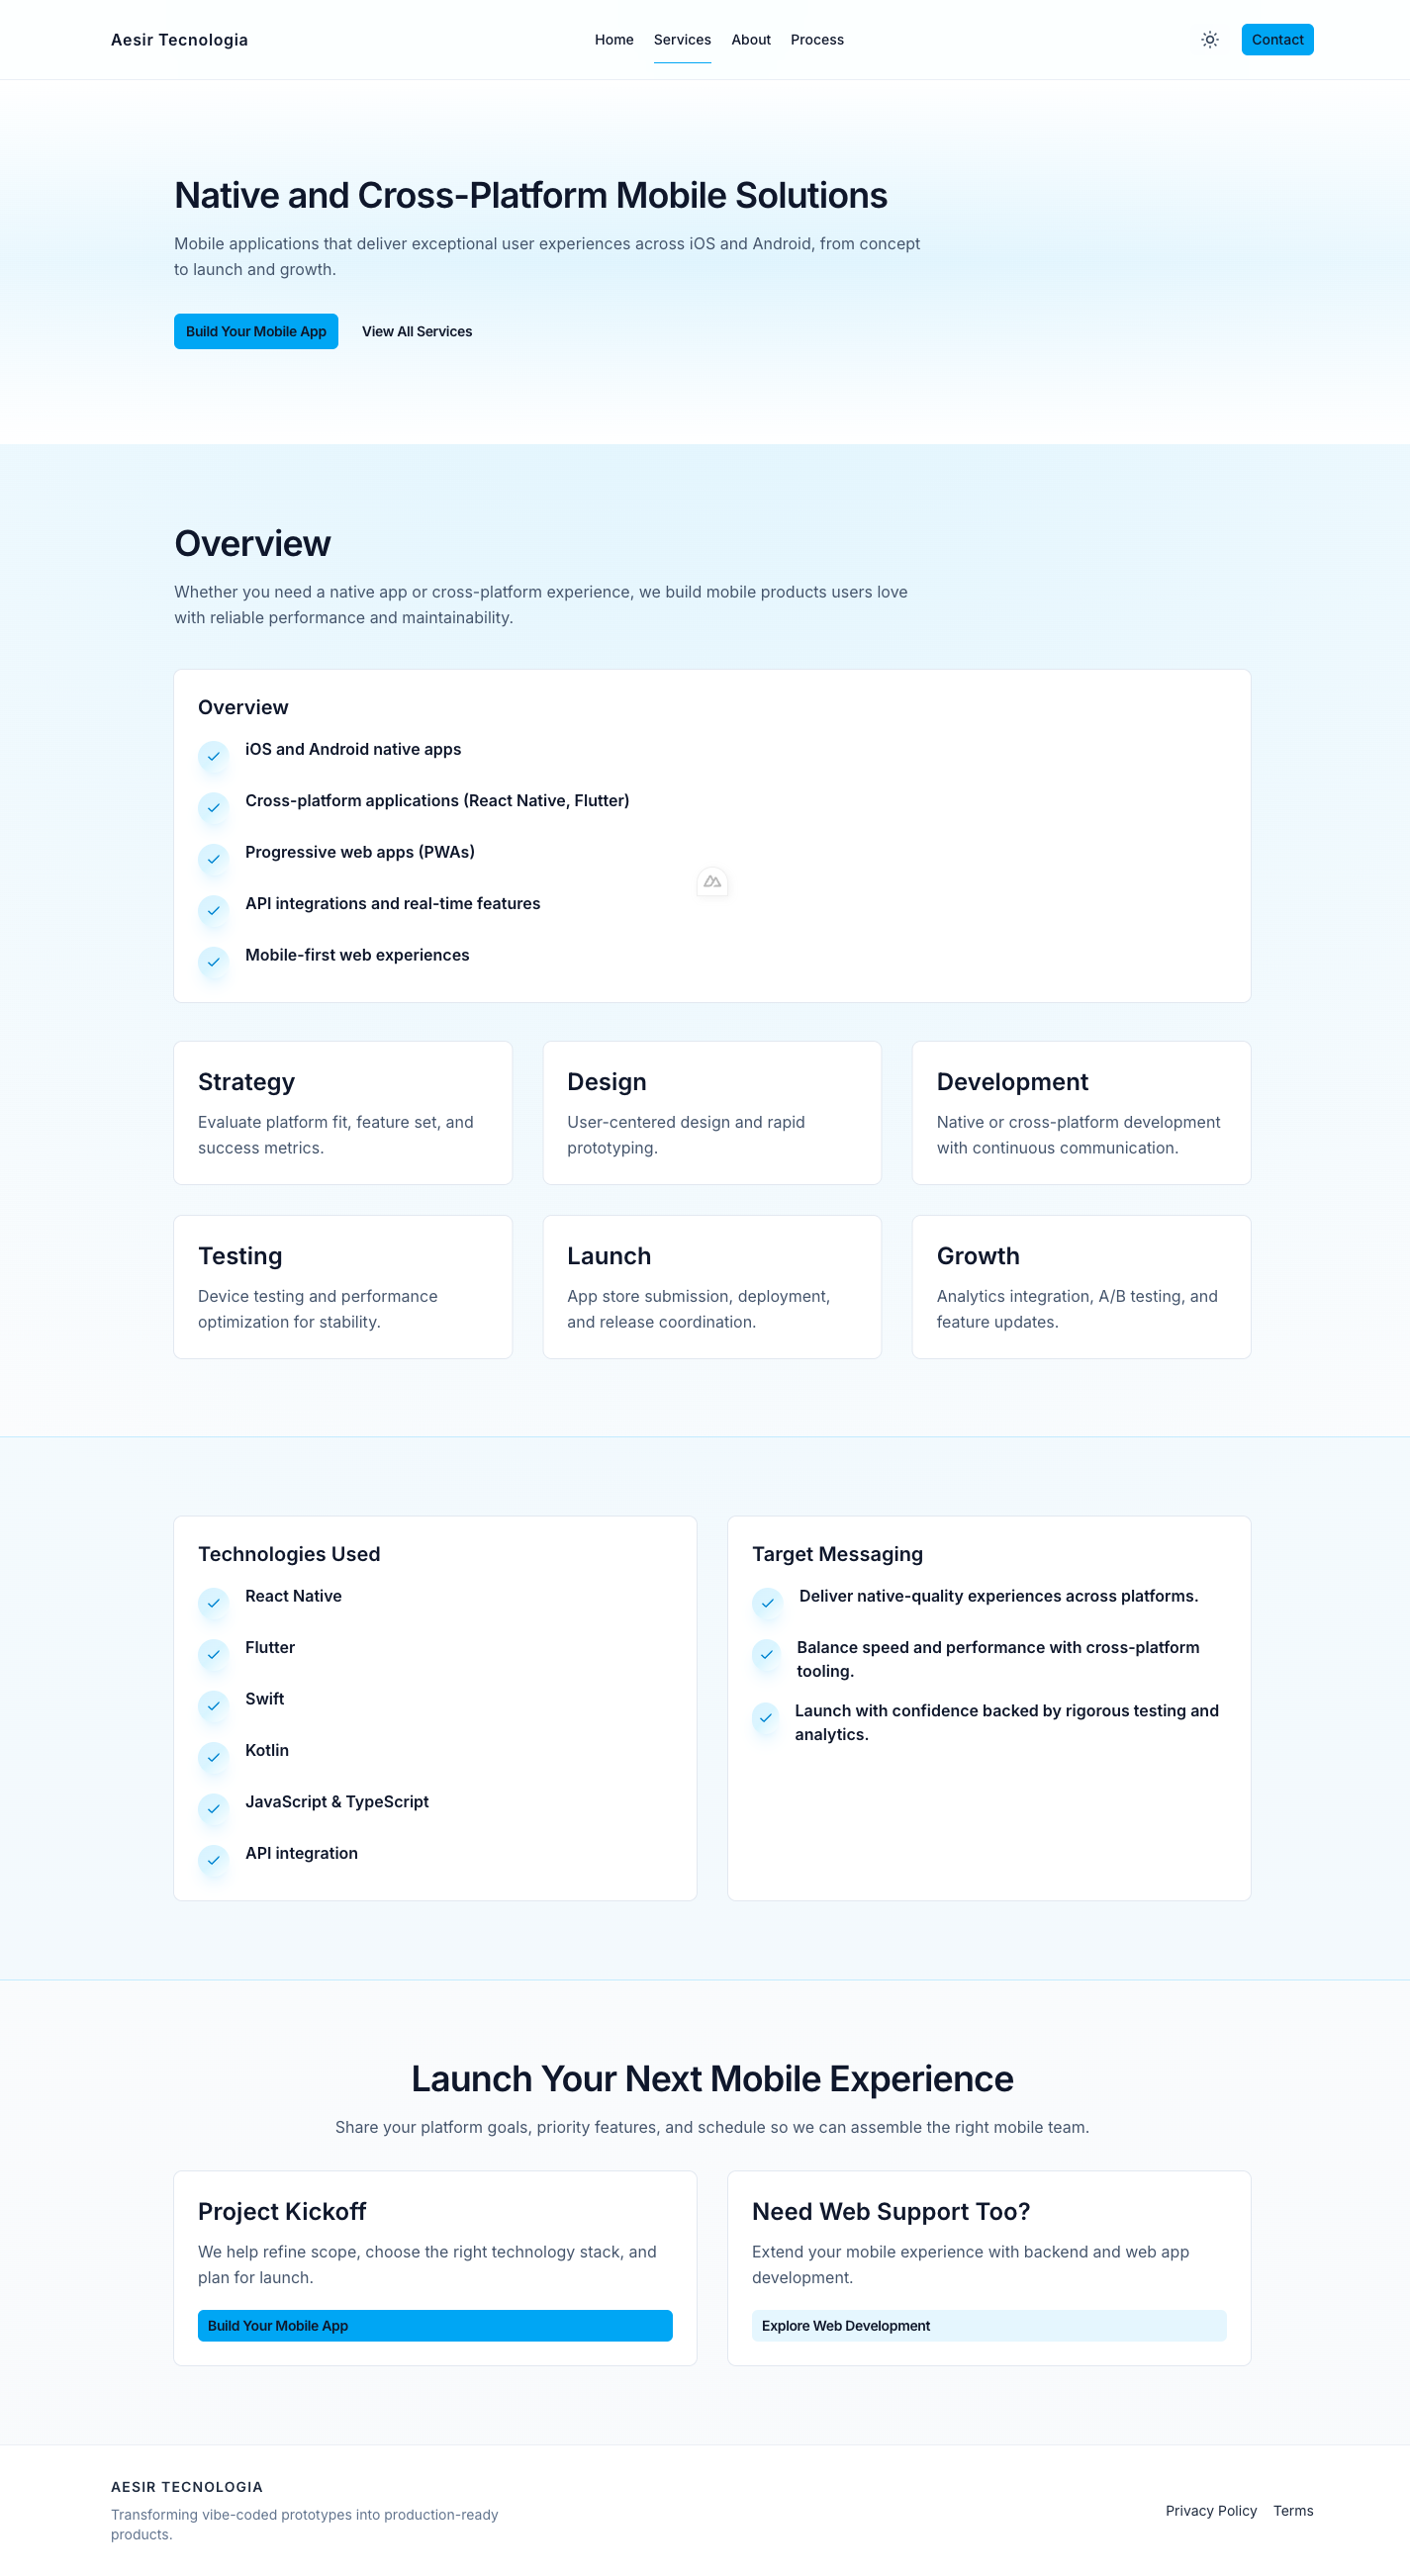 Aesir Tecnologia
Home
Services
About
Process
Contact
Native and Cross-Platform Mobile Solutions
Mobile applications that deliver exceptional user experiences across iOS and Android, from concept
to launch and growth.
Build Your Mobile App
View All Services
Overview
Whether you need a native app or cross-platform experience, we build mobile products users love
with reliable performance and maintainability.
Overview
iOS and Android native apps
Cross-platform applications (React Native, Flutter)
Progressive web apps (PWAs)
API integrations and real-time features
Mobile-first web experiences
Strategy
Evaluate platform fit, feature set, and
success metrics.
Design
User-centered design and rapid
prototyping.
Development
Native or cross-platform development
with continuous communication.
Testing
Device testing and performance
optimization for stability.
Launch
App store submission, deployment,
and release coordination.
Growth
Analytics integration, A/B testing, and
feature updates.
Technologies Used
React Native
Flutter
Swift
Kotlin
JavaScript & TypeScript
API integration
Target Messaging
Deliver native-quality experiences across platforms.
Balance speed and performance with cross-platform
tooling.
Launch with confidence backed by rigorous testing and
analytics.
Launch Your Next Mobile Experience
Share your platform goals, priority features, and schedule so we can assemble the right mobile team.
Project Kickoff
We help refine scope, choose the right technology stack, and
plan for launch.
Build Your Mobile App
Need Web Support Too?
Extend your mobile experience with backend and web app
development.
Explore Web Development
AESIR TECNOLOGIA
Transforming vibe-coded prototypes into production-ready
products.
Privacy Policy
Terms